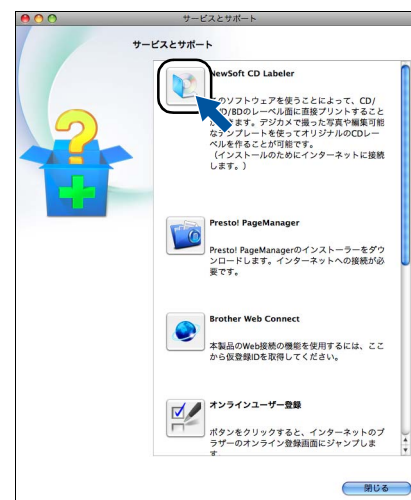 サービスとサポート
サービスとサポート
NewSoft CD Labeler
このソフトウェアを使うことによって、CD/
/BDのレーベル面に直接プリントすること
ます。デジカメで撮った写真や編集可能
なテンプレートを使ってオリジナルのCDレー
ベルを作ることが可能です。
（インストールのためにインターネットに接続
します。）
Presto! PageManager
Presto! PageManagerのインストーラーをダウ
ンロードします。インターネットへの接続が必
要です。
Brother Web Connect
本製品のWeb接続の機能を使用するには、ここ
から仮登録IDを取得してください。
オンラインユーザー登録
ボタンをクリックすると、インターネットのブ
ラザーのオンライン登録画面にジャンプしま
す。
閉じる